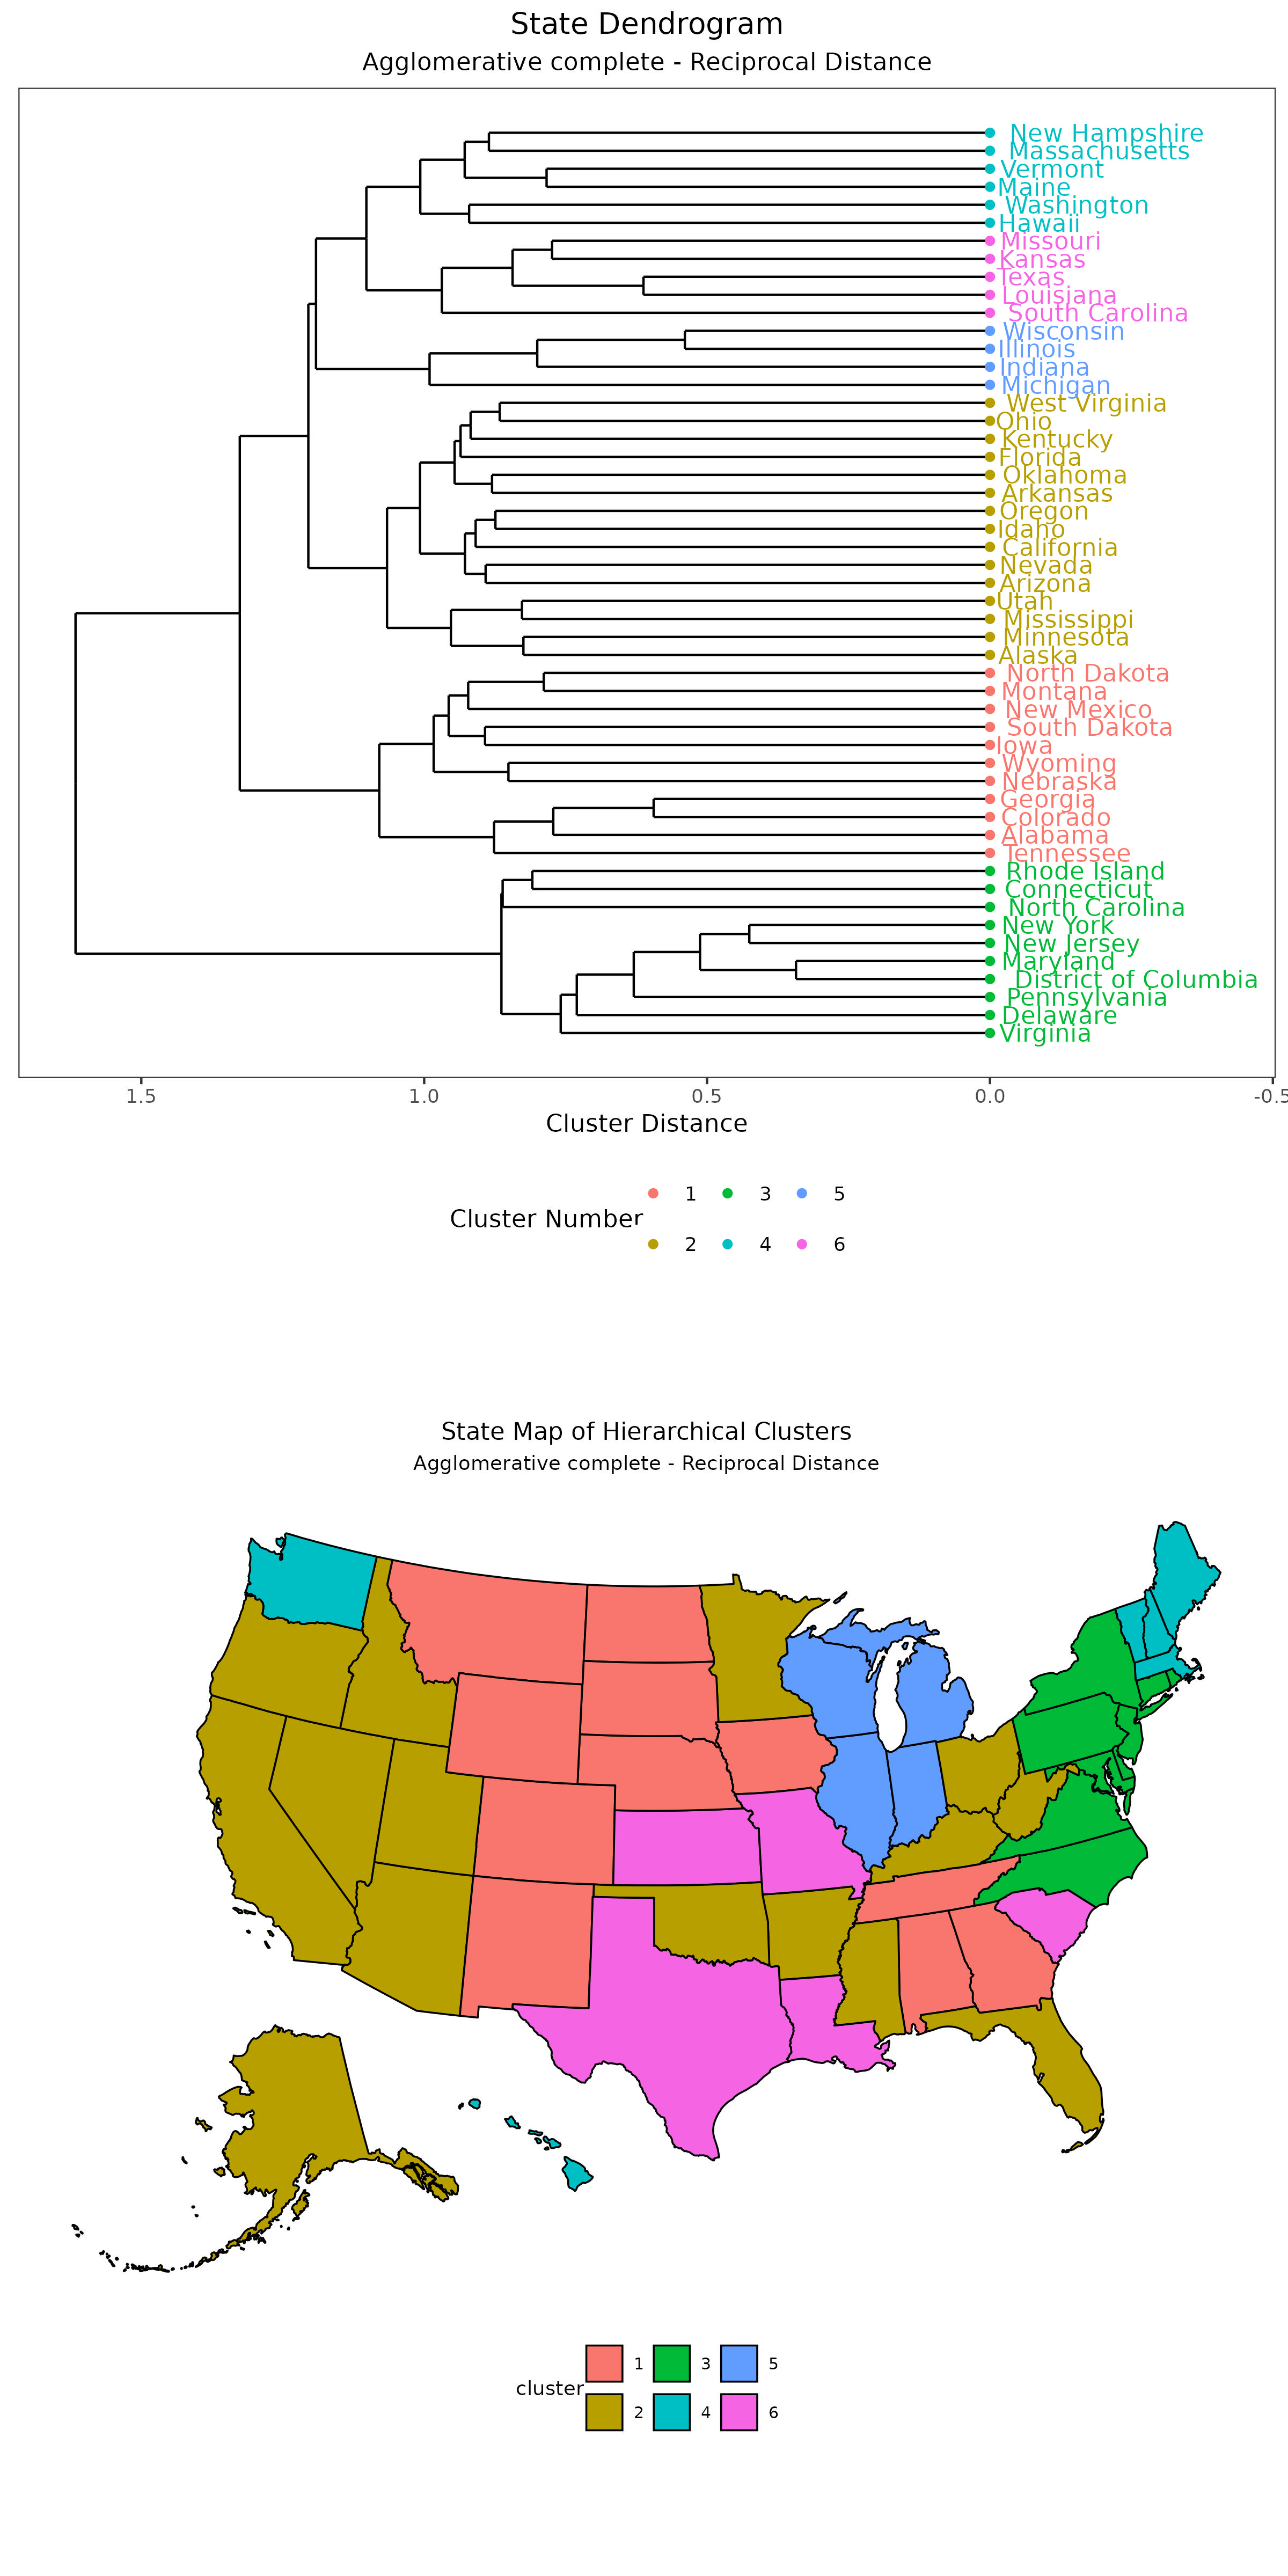 State Dendrogram
Agglomerative complete - Reciprocal Distance
New Hampshire
Massachusetts
Vermont
Maine
Washington
Hawaii
Missouri
Kansas
Texas
Louisiana
South Carolina
Wisconsin
Illinois
Indiana
Michigan
West Virginia
Ohio
Kentucky
Florida
Oklahoma
Arkansas
Oregon
Idaho
California
Nevada
Arizona
Utah
Mississippi
Minnesota
Alaska
North Dakota
Montana
New Mexico
South Dakota
Iowa
Wyoming
Nebraska
Georgia
Colorado
Alabama
Tennessee
Rhode Island
Connecticut
North Carolina
New York
New Jersey
Maryland
District of Columbia
Pennsylvania
Delaware
Virginia
1.5 1.0 0.5 0.0 -0.5
Cluster Distance
1 3 5
Cluster Number
2 4 6
State Map of Hierarchical Clusters
Agglomerative complete - Reciprocal Distance
1 3 5
cluster
2 4 6